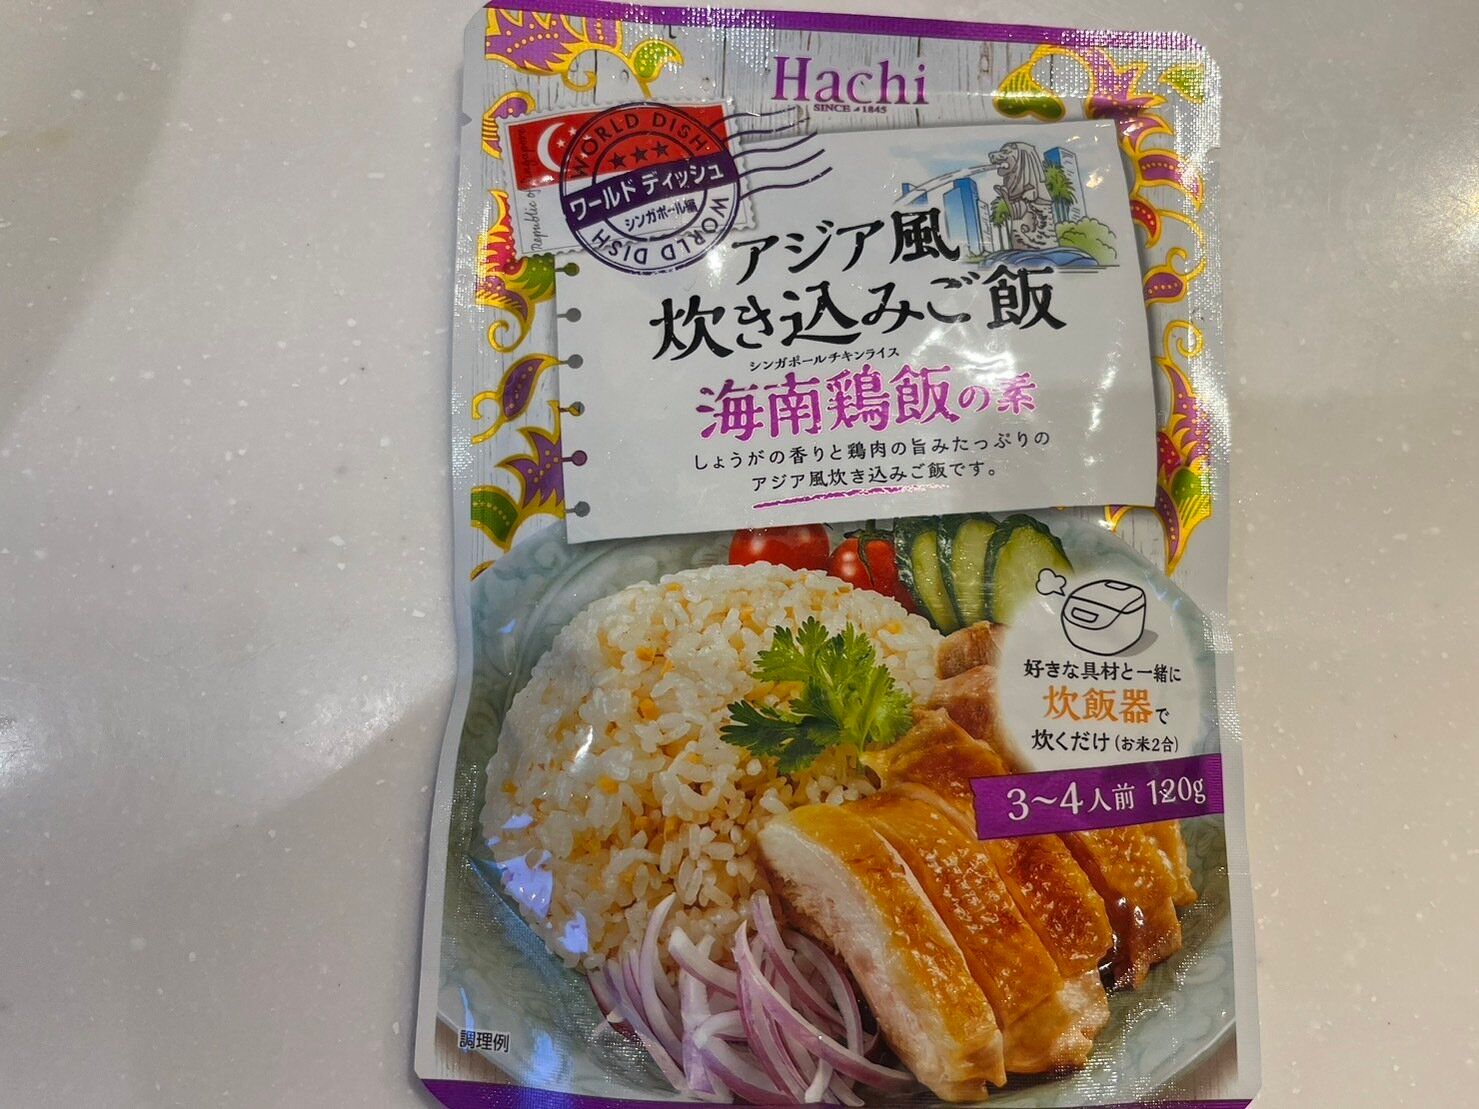 Hachi
SINCE 1845
Republic of Singapore
WORLD DISH
ワールド ディッシュ
シンガポール編
WORLD DISH
アジア風
炊き込みご飯
シンガポールチキンライス
海南鶏飯の素
しょうがの香りと鶏肉の旨みたっぷりの
アジア風炊き込みご飯です。
好きな具材と一緒に
炊飯器で
炊くだけ(お米2合)
3〜4人前 120g
調理例